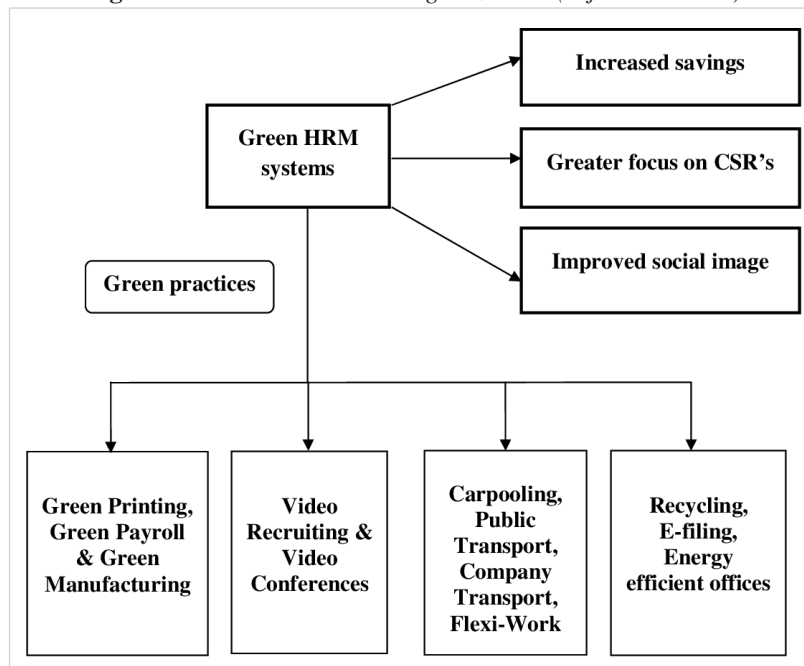 Increased savings
Green HRM
systems
Greater focus on CSR's
Improved social image
Green practices
Green Printing,
Green Payroll
& Green
Manufacturing
Video
Recruiting &
Video
Conferences
Carpooling,
Public
Transport,
Company
Transport,
Flexi-Work
Recycling,
E-filing,
Energy
efficient offices